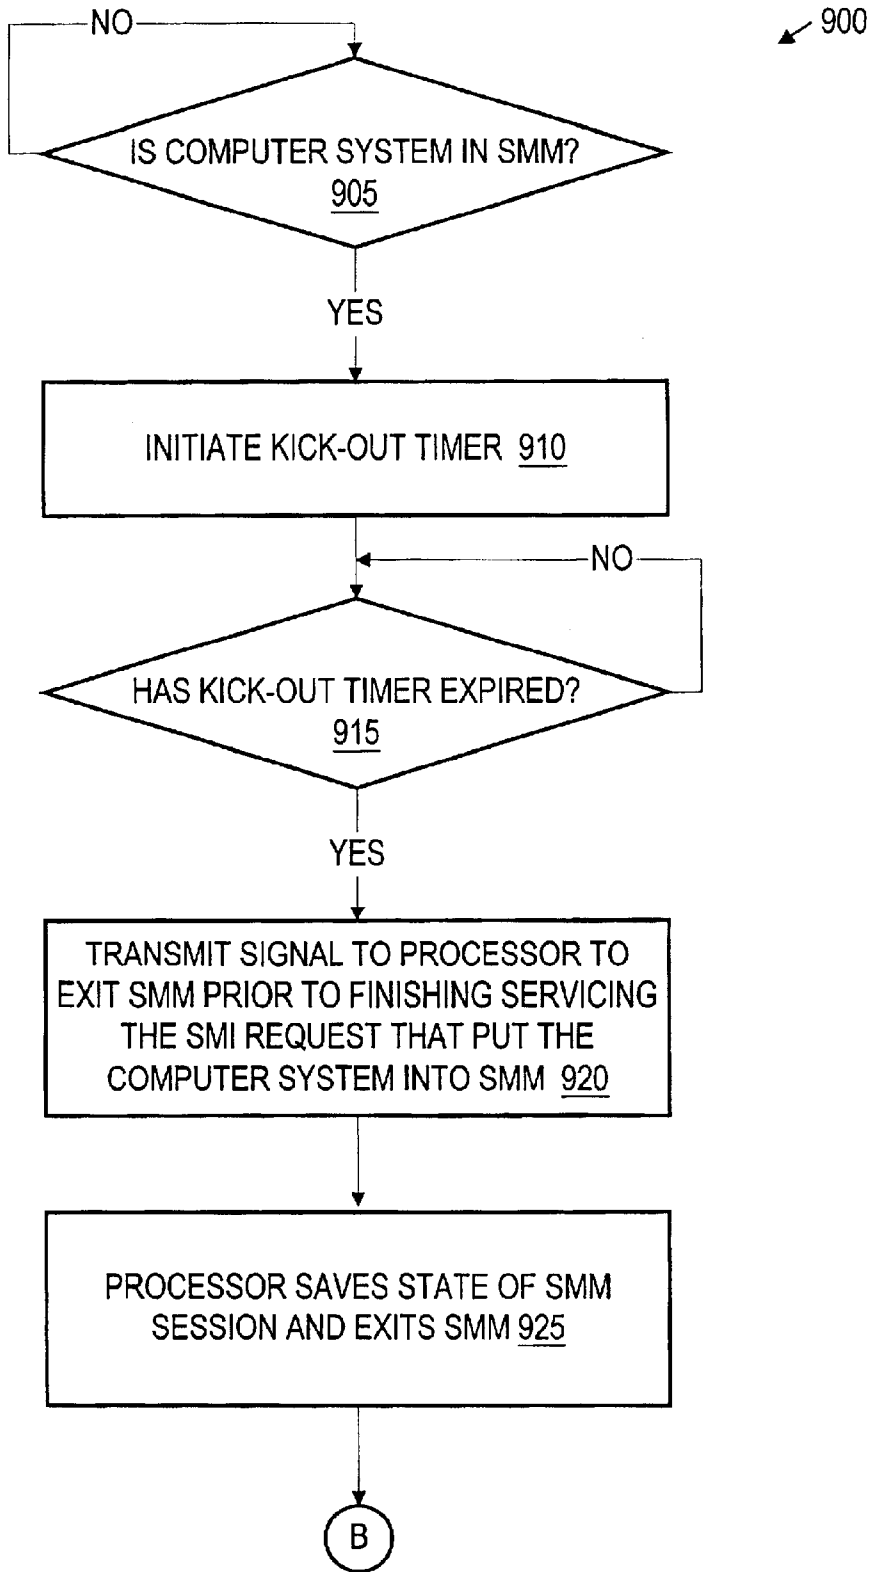 NO
900
IS COMPUTER SYSTEM IN SMM?
905
YES
INITIATE KICK-OUT TIMER 910
NO
HAS KICK-OUT TIMER EXPIRED?
915
YES
TRANSMIT SIGNAL TO PROCESSOR TO
EXIT SMM PRIOR TO FINISHING SERVICING
THE SMI REQUEST THAT PUT THE
COMPUTER SYSTEM INTO SMM 920
PROCESSOR SAVES STATE OF SMM
SESSION AND EXITS SMM 925
B